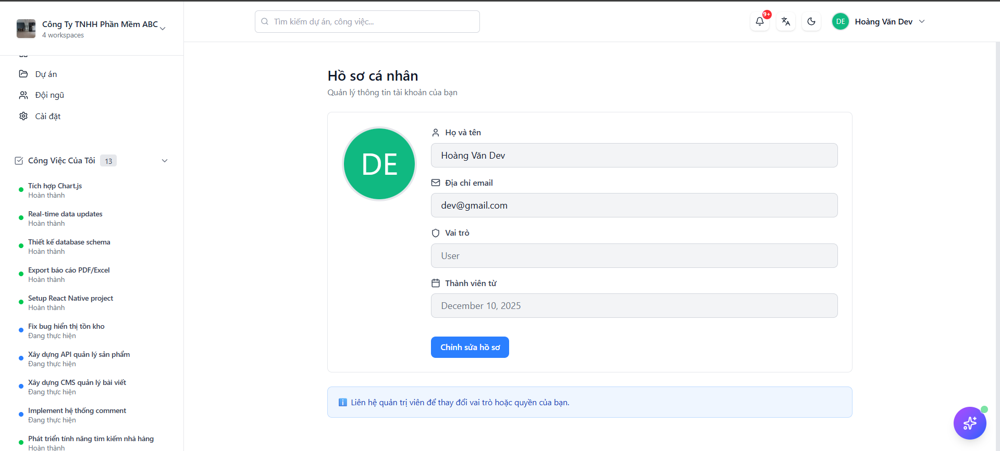 Công Ty TNHH Phần Mềm ABC
4 workspaces
Tìm kiếm dự án, công việc...
9+
DE
Hoàng Văn Dev
Dự án
Đội ngũ
Cài đặt
Công Việc Của Tôi 13
Tích hợp Chart.js
Hoàn thành
Real-time data updates
Hoàn thành
Thiết kế database schema
Hoàn thành
Export báo cáo PDF/Excel
Hoàn thành
Setup React Native project
Hoàn thành
Fix bug hiển thị tồn kho
Đang thực hiện
Xây dựng API quản lý sản phẩm
Đang thực hiện
Xây dựng CMS quản lý bài viết
Đang thực hiện
Implement hệ thống comment
Đang thực hiện
Phát triển tính năng tìm kiếm nhà hàng
Hoàn thành
Hồ sơ cá nhân
Quản lý thông tin tài khoản của bạn
DE
Họ và tên
Hoàng Văn Dev
Địa chỉ email
dev@gmail.com
Vai trò
User
Thành viên từ
December 10, 2025
Chỉnh sửa hồ sơ
Liên hệ quản trị viên để thay đổi vai trò hoặc quyền của bạn.